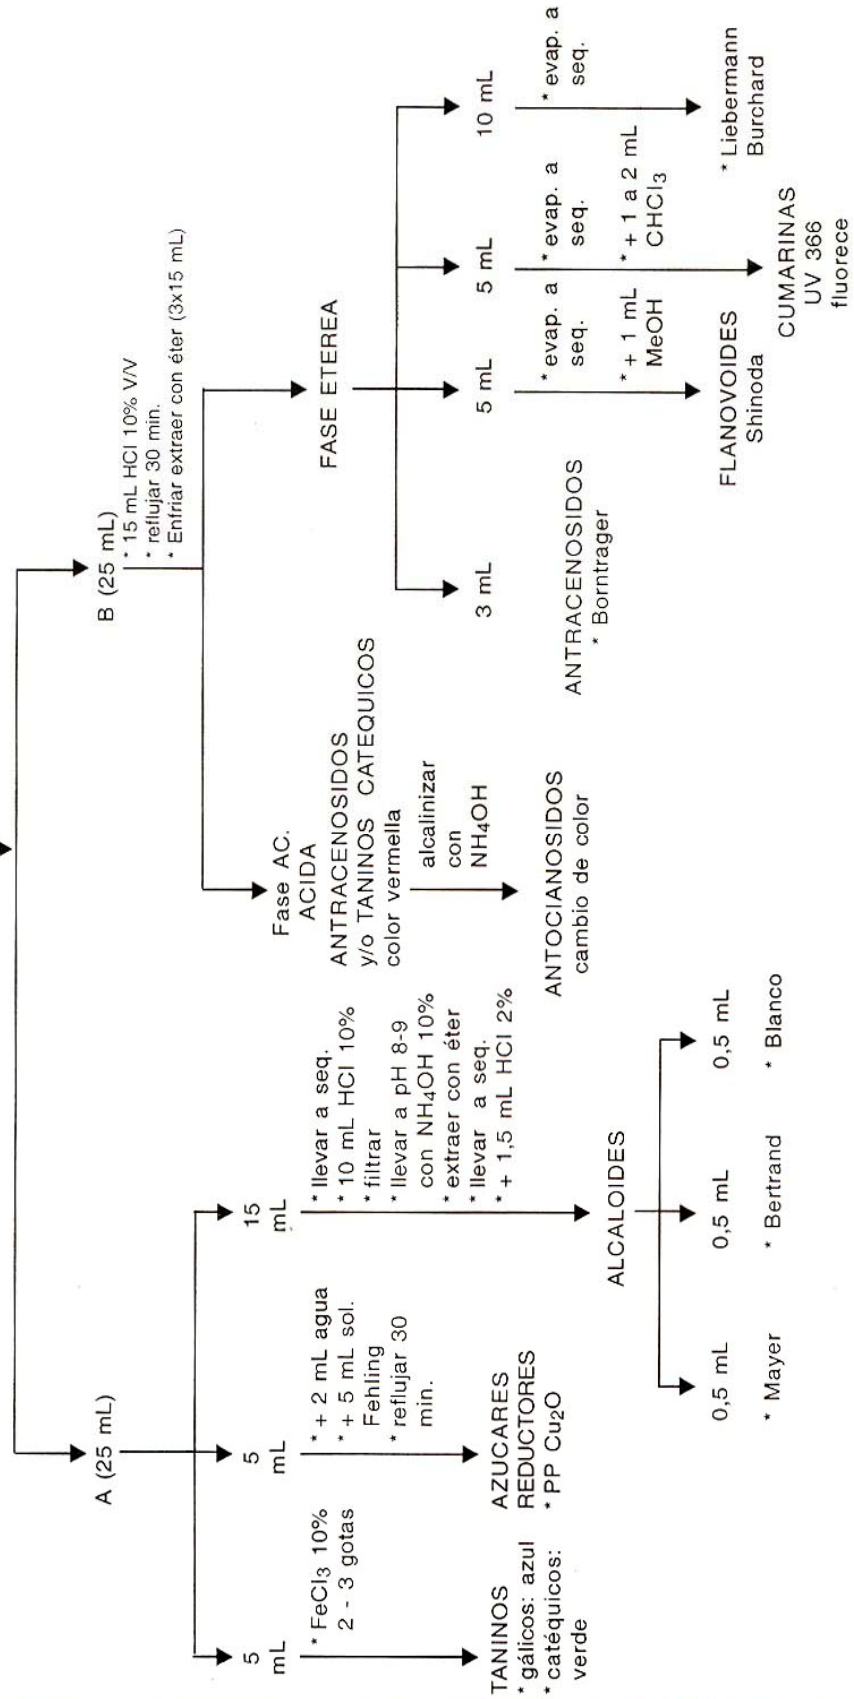 A (25 mL)
5
mL
* FeCl3 10%
2 - 3 gotas
TANINOS
* gálicos: azul
* catéquicos:
verde
5
mL
* + 2 mL agua
* + 5 mL sol.
Fehling
* reflujar 30
min.
AZUCARES
REDUCTORES
* PP Cu2O
15
mL
* llevar a seq.
* 10 mL HCl 10%
* filtrar
* llevar a pH 8-9
con NH4OH 10%
* extraer con éter
* llevar a seq.
* + 1,5 mL HCl 2%
ALCALOIDES
0,5 mL
* Mayer
0,5 mL
* Bertrand
0,5 mL
* Blanco
B (25 mL)
* 15 mL HCl 10% V/V
* reflujar 30 min.
* Enfriar extraer con éter (3x15 mL)
Fase AC.
ACIDA
ANTRACENOSIDOS
y/o TANINOS CATEQUICOS
color vermella
alcalinizar
con
NH4OH
ANTOCIANOSIDOS
cambio de color
FASE ETEREA
3 mL
ANTRACENOSIDOS
* Borntrager
5 mL
* evap. a
seq.
* + 1 mL
MeOH
FLANOVOIDES
Shinoda
5 mL
* evap. a
seq.
* + 1 a 2 mL
CHCl3
CUMARINAS
UV 366
fluorece
10 mL
* evap. a
seq.
* Liebermann
Burchard